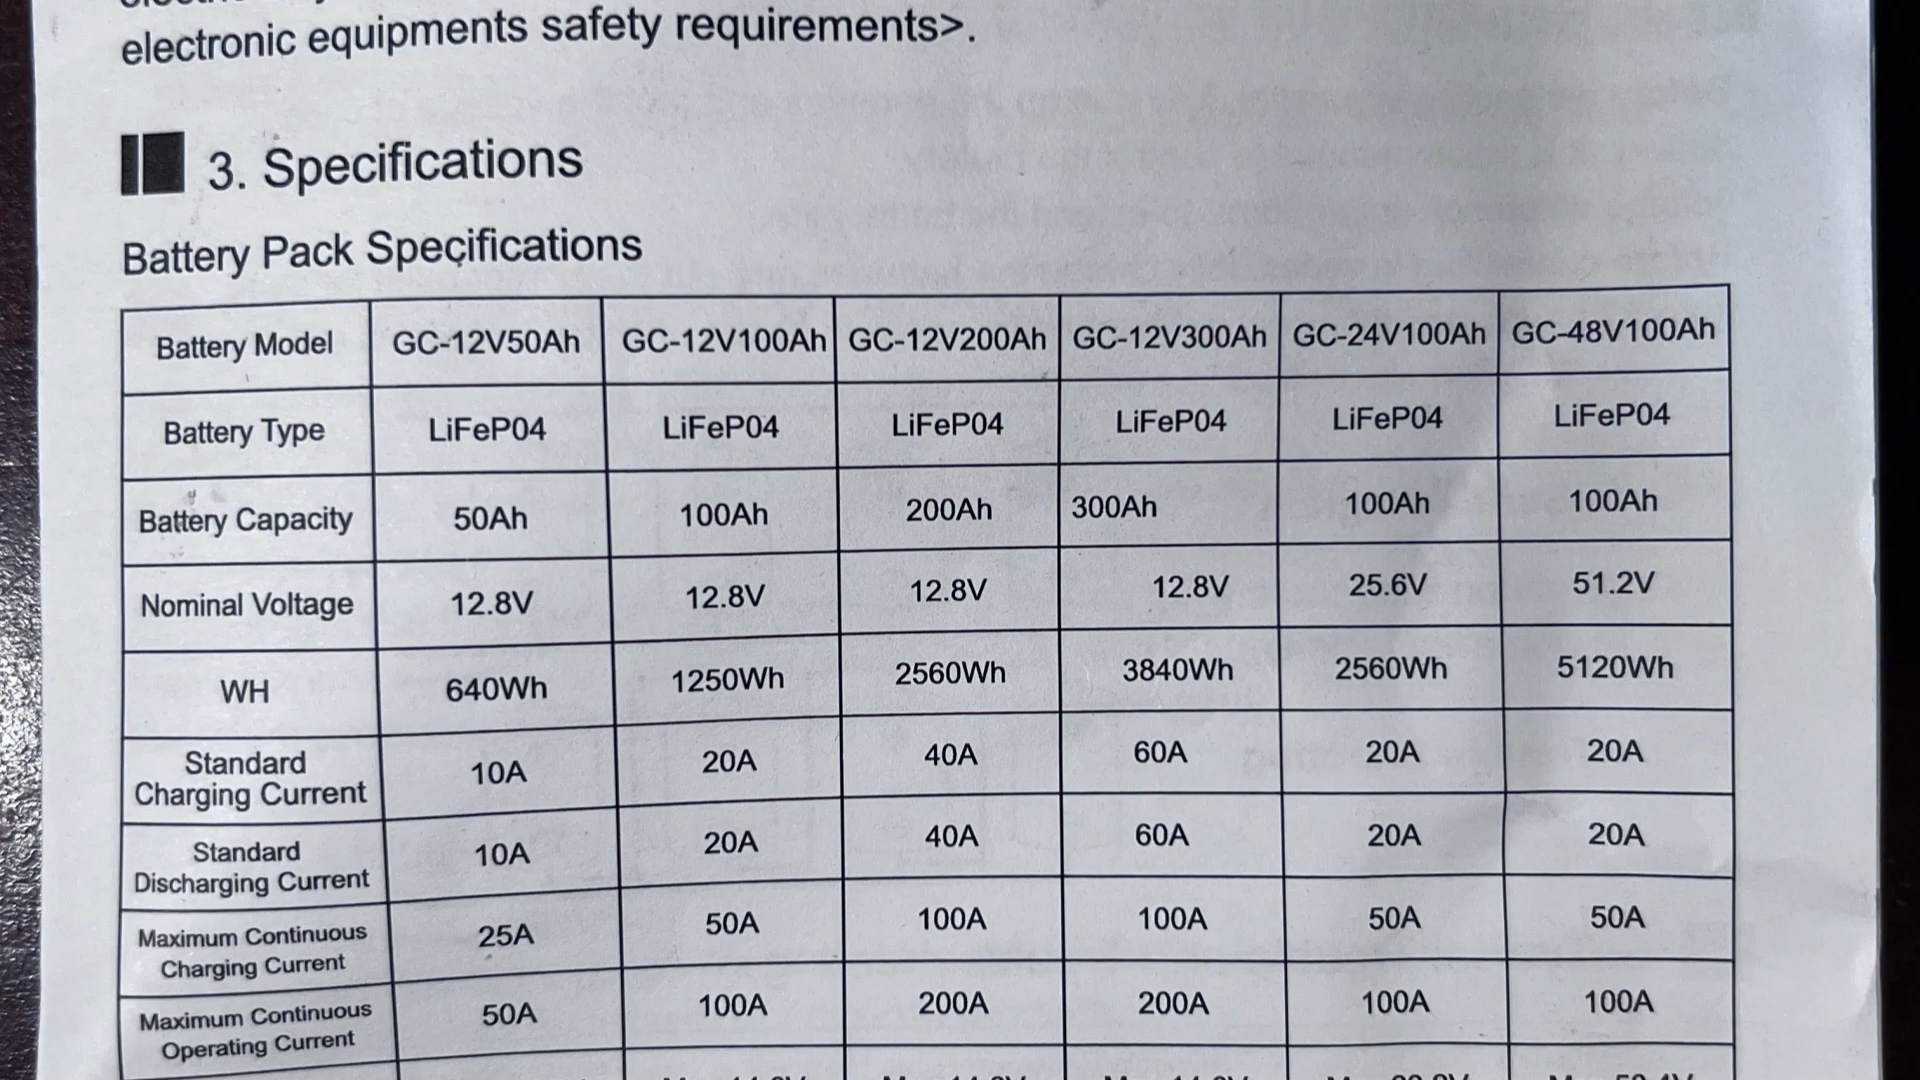 electronic equipments safety requirements>.
3. Specifications
Battery Pack Specifications
Battery Model GC-12V50Ah GC-12V100Ah GC-12V200Ah GC-12V300Ah GC-24V100Ah GC-48V100Ah
Battery Type LiFeP04 LiFeP04 LiFeP04 LiFeP04 LiFeP04 LiFeP04
Battery Capacity 50Ah 100Ah 200Ah 300Ah 100Ah 100Ah
Nominal Voltage 12.8V 12.8V 12.8V 12.8V 25.6V 51.2V
WH 640Wh 1250Wh 2560Wh 3840Wh 2560Wh 5120Wh
Standard
Charging Current 10A 20A 40A 60A 20A 20A
Standard
Discharging Current 10A 20A 40A 60A 20A 20A
Maximum Continuous
Charging Current 25A 50A 100A 100A 50A 50A
Maximum Continuous
Operating Current 50A 100A 200A 200A 100A 100A